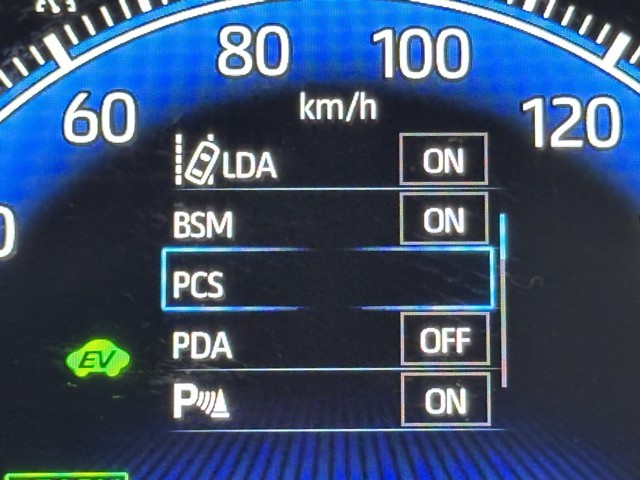 80 100
km/h
60 120
LDA ON
BSM ON
PCS
PDA OFF
EV
P ON